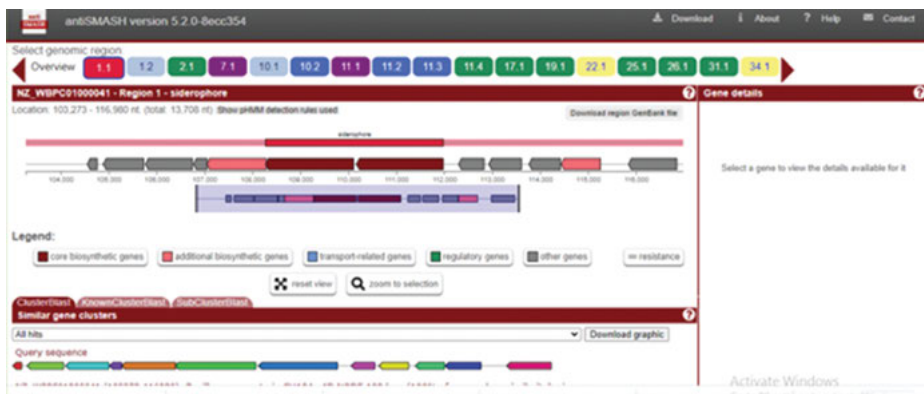 anti
SMASH
antiSMASH version 5.2.0-8ecc354
Download About ? Help Contact
Select genomic region:
Overview 1.1 1.2 2.1 7.1 10.1 10.2 11.1 11.2 11.3 11.4 17.1 19.1 22.1 25.1 26.1 31.1 34.1
NZ_WBPC01000041 - Region 1 - siderophore ?
Gene details ?
Location: 103,273 - 116,980 nt. (total: 13,708 nt) Show pHMM detection rules used
Download region GenBank file
siderophore
Select a gene to view the details available for it
104,000 105,000 106,000 107,000 108,000 109,000 110,000 111,000 112,000 113,000 114,000 115,000 116,000
Legend:
core biosynthetic genes additional biosynthetic genes transport-related genes regulatory genes other genes resistance
reset view zoom to selection
ClusterBlast KnownClusterBlast SubClusterBlast
Similar gene clusters ?
All hits Download graphic
Query sequence
Activate Windows